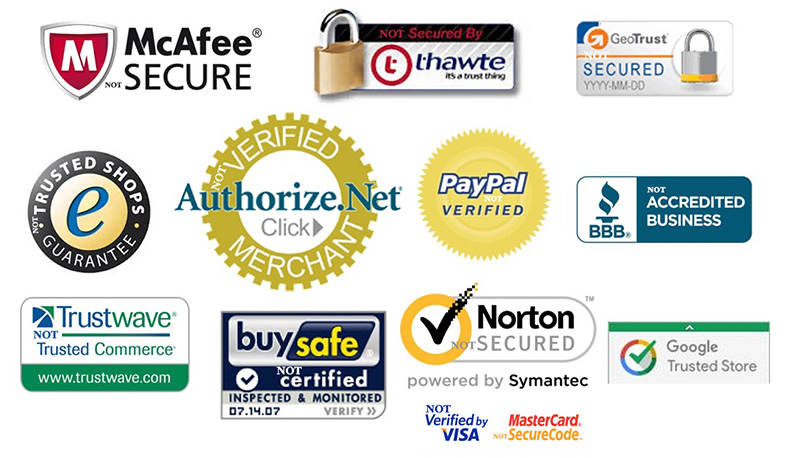 McAfee®
NOT SECURE
NOT Secured By
thawte
it's a trust thing
GeoTrust
NOT
SECURED
YYYY-MM-DD
NOT TRUSTED SHOPS
e
GUARANTEE
NOT VERIFIED
Authorize.Net®
Click
MERCHANT
PayPal
NOT
VERIFIED
BBB®
NOT
ACCREDITED
BUSINESS
Trustwave®
NOT
Trusted Commerce®
www.trustwave.com
buy safe®
NOT
certified
INSPECTED & MONITORED
07.14.07 VERIFY »
Norton™
NOT SECURED
powered by Symantec
Google
Trusted Store
NOT
Verified by
VISA
MasterCard.
NOT SecureCode™